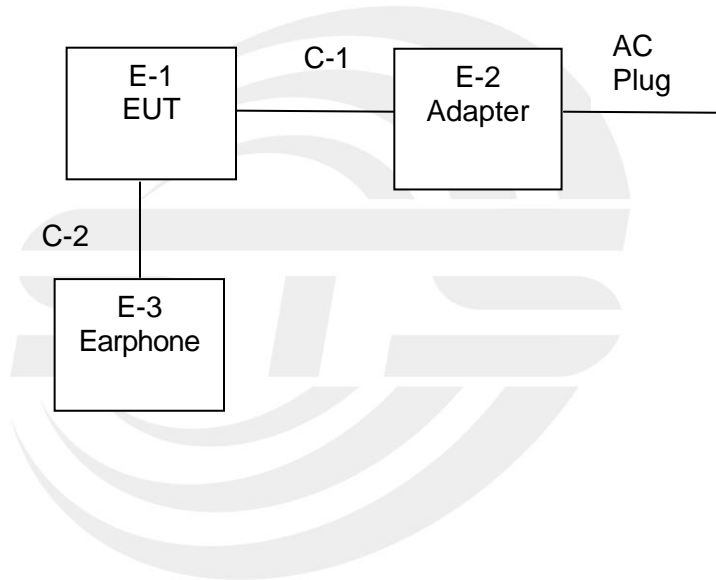 E-1
EUT
C-1
E-2
Adapter
AC
Plug
C-2
E-3
Earphone